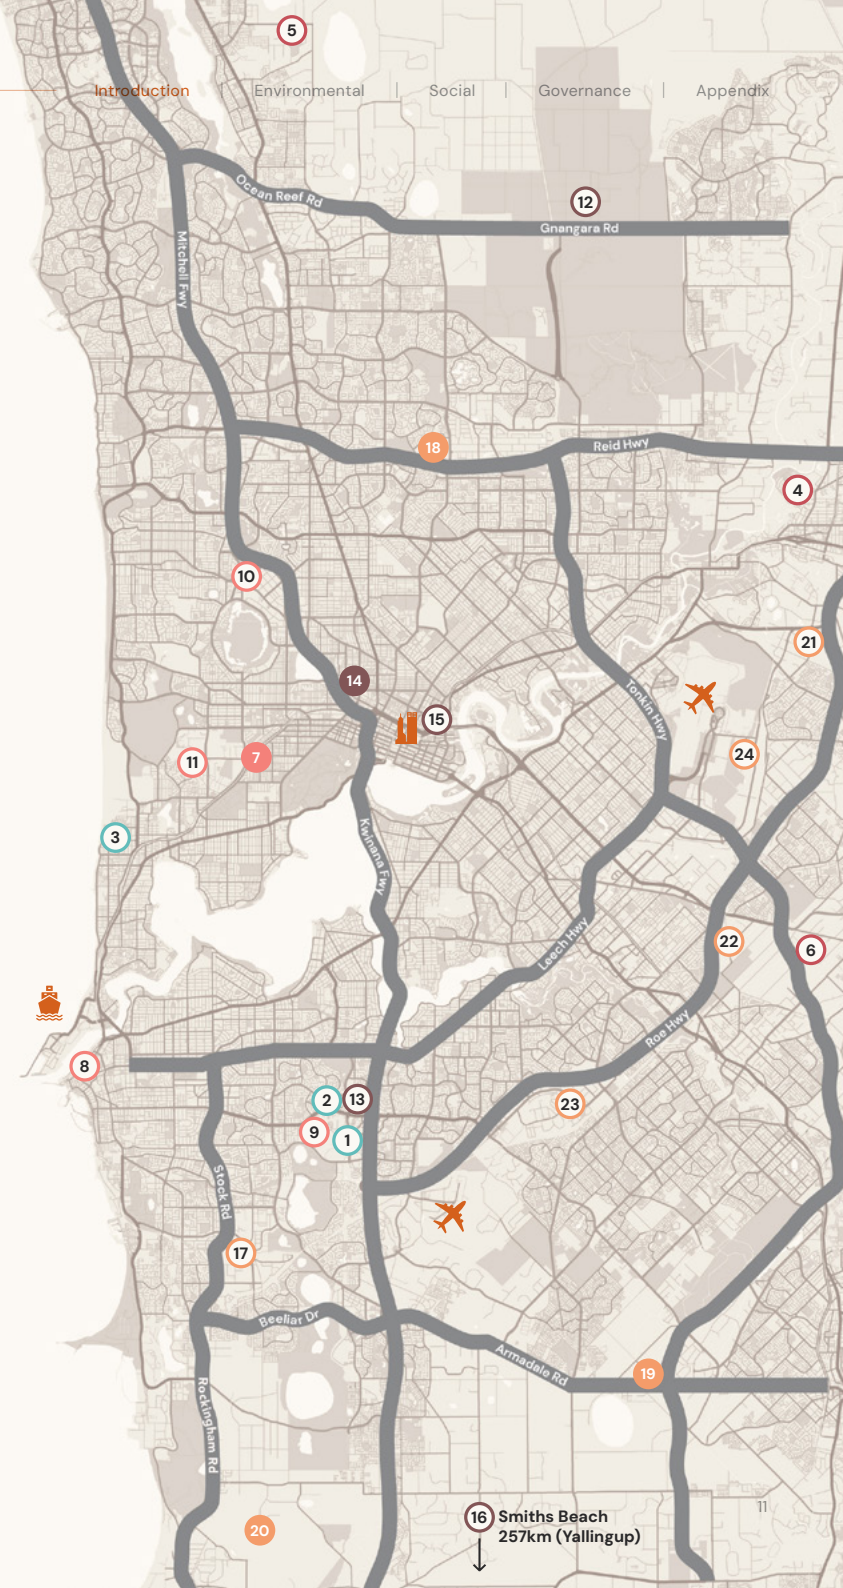 5
Introduction | Environmental | Social | Governance | Appendix
Ocean Reef Rd
12
Gnangara Rd
Mitchell Fwy
18
Reid Hwy
4
10
21
14
Tonkin Hwy
15
24
11
7
3
Kwinana Fwy
22
6
Leech Hwy
Roe Hwy
8
2
13
23
9
1
Stock Rd
17
Beeliar Dr
Armadale Rd
19
Rockingham Rd
11
16 Smiths Beach
257km (Yallingup)
20